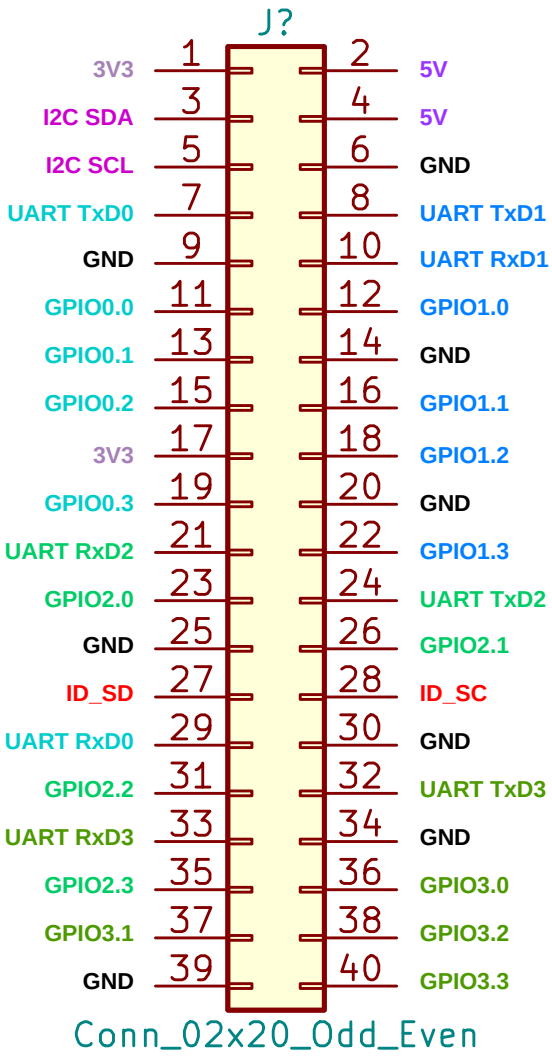 J?
3V3 1 2 5V
I2C SDA 3 4 5V
I2C SCL 5 6 GND
UART TxD0 7 8 UART TxD1
GND 9 10 UART RxD1
GPIO0.0 11 12 GPIO1.0
GPIO0.1 13 14 GND
GPIO0.2 15 16 GPIO1.1
3V3 17 18 GPIO1.2
GPIO0.3 19 20 GND
UART RxD2 21 22 GPIO1.3
GPIO2.0 23 24 UART TxD2
GND 25 26 GPIO2.1
ID_SD 27 28 ID_SC
UART RxD0 29 30 GND
GPIO2.2 31 32 UART TxD3
UART RxD3 33 34 GND
GPIO2.3 35 36 GPIO3.0
GPIO3.1 37 38 GPIO3.2
GND 39 40 GPIO3.3
Conn_02x20_Odd_Even